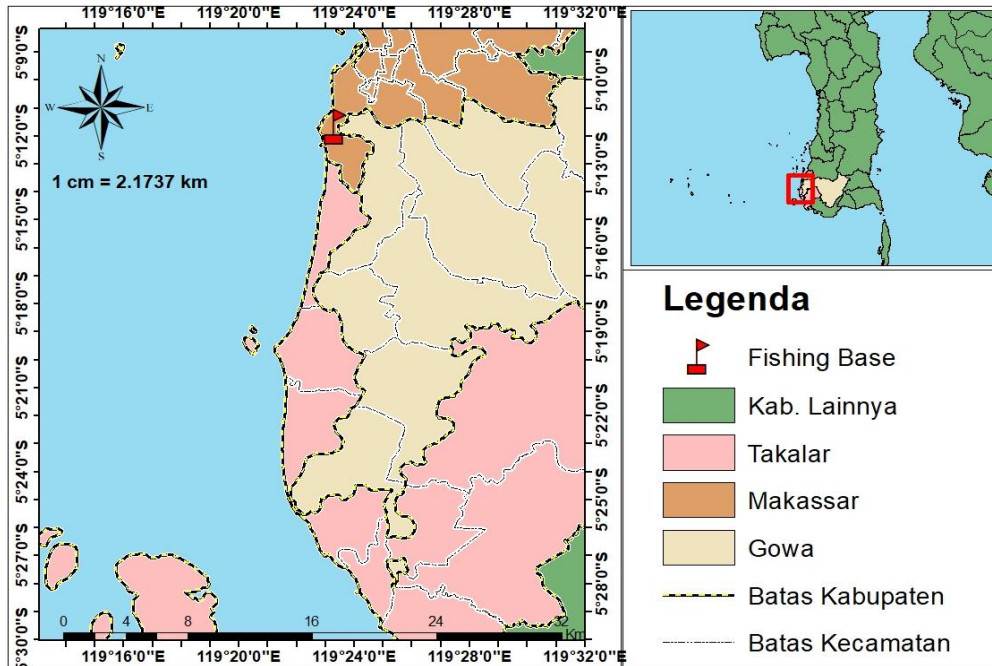 119°16'0"E 119°20'0"E 119°24'0"E 119°28'0"E 119°32'0"E
5°9'0"S
5°12'0"S
5°15'0"S
5°18'0"S
5°21'0"S
5°24'0"S
5°27'0"S
5°30'0"S
N
W E
S
1 cm = 2.1737 km
5°10'0"S
5°13'0"S
5°16'0"S
5°19'0"S
5°22'0"S
5°25'0"S
5°28'0"S
0 4 8 16 24 32
Km
119°16'0"E 119°20'0"E 119°24'0"E 119°28'0"E 119°32'0"E
Legenda
Fishing Base
Kab. Lainnya
Takalar
Makassar
Gowa
Batas Kabupaten
Batas Kecamatan